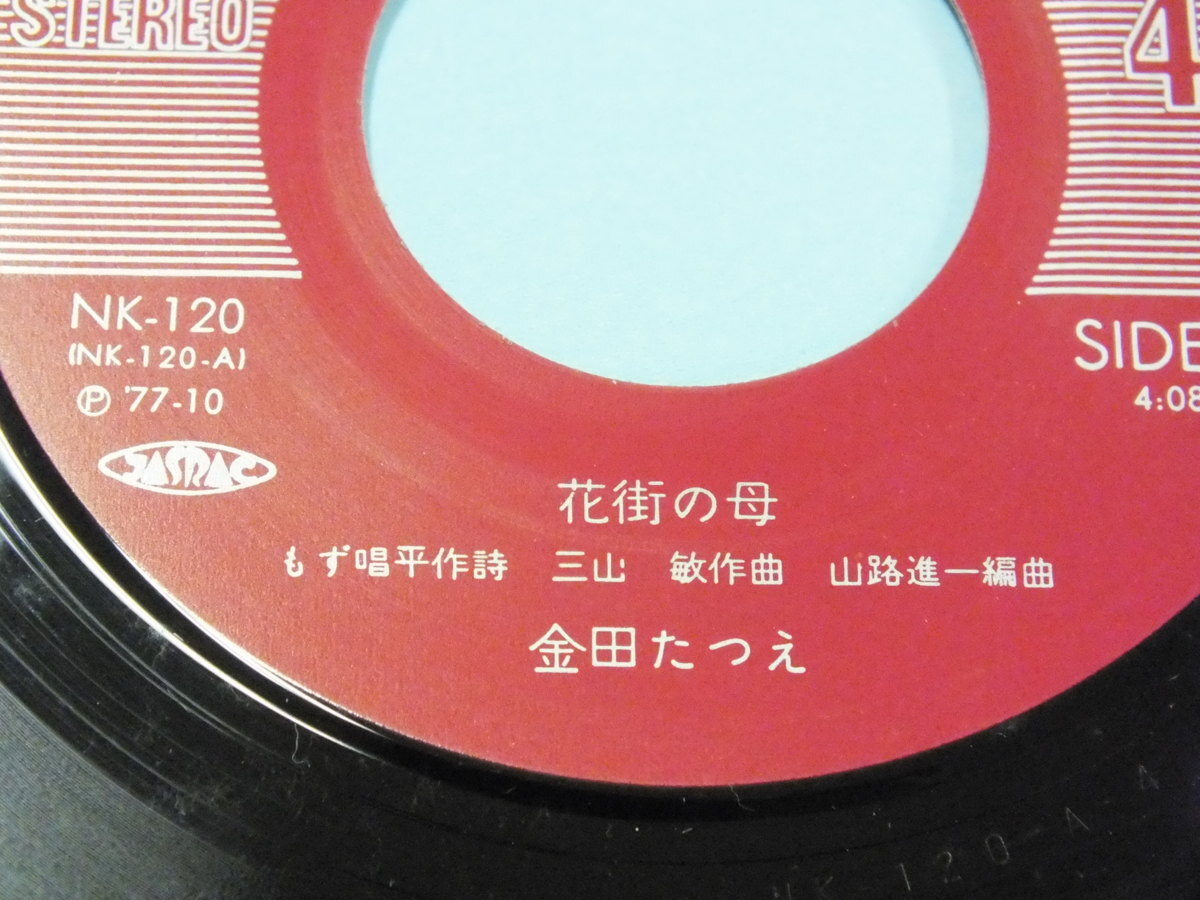 STEREO
4
NK-120
(NK-120-A)
Ⓟ '77-10
JASRAC
SIDE
4:08
花街の母
もず唱平作詩　三山　敏作曲　山路進一編曲
金田たつえ
NK-120-A